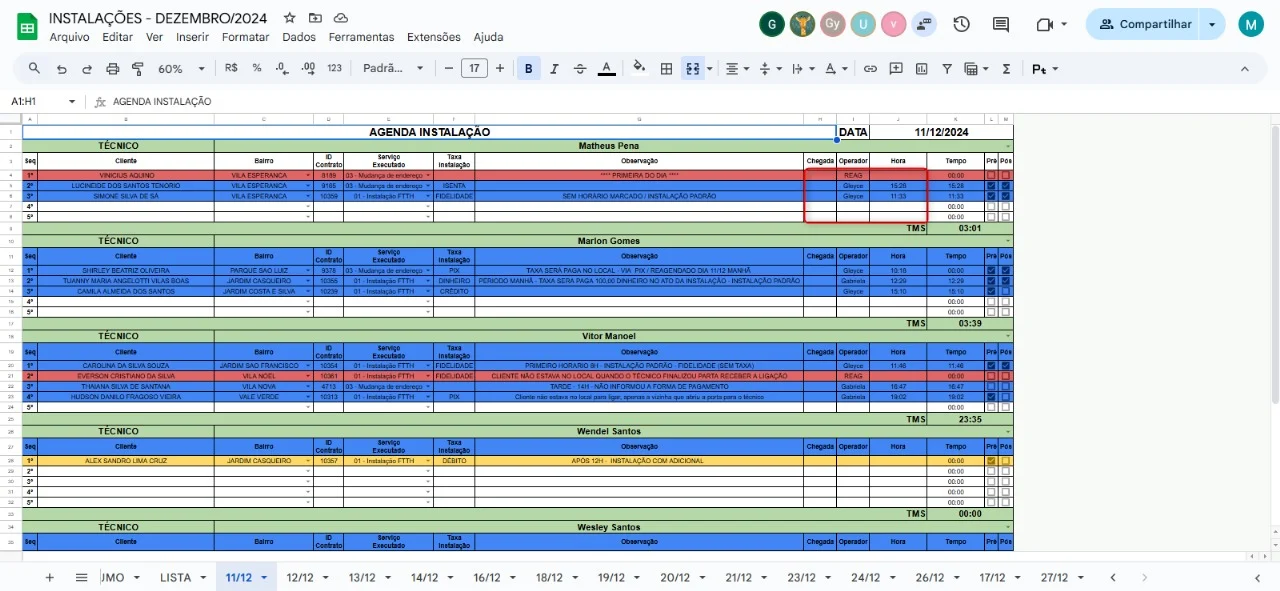 INSTALAÇÕES - DEZEMBRO/2024
G Gy U v Compartilhar M
Arquivo Editar Ver Inserir Formatar Dados Ferramentas Extensões Ajuda
60% R$ % .0 .00 123 Padrã... 17 B I A Σ
A1:H1 fx AGENDA INSTALAÇÃO
AGENDA INSTALAÇÃO DATA 11/12/2024
TÉCNICO Matheus Pena
Seq Cliente Bairro ID Contrato Serviço Executado Taxa Instalação Observação Chegada Operador Hora Tempo Pré Pós
1º VINICIUS AQUINO VILA ESPERANCA 9189 03 - Mudança de endereço **** PRIMEIRA DO DIA **** REAG 00:00
2º LUCINEIDE DOS SANTOS TENORIO VILA ESPERANCA 9185 03 - Mudança de endereço ISENTA Gleyce 15:28 15:28
3º SIMONE SILVA DE SÁ VILA ESPERANCA 10359 01 - Instalação FTTH FIDELIDADE SEM HORÁRIO MARCADO / INSTALAÇÃO PADRÃO Gleyce 11:33 11:33
4º 00:00
5º 00:00
TMS 03:01
TÉCNICO Marlon Gomes
Seq Cliente Bairro ID Contrato Serviço Executado Taxa Instalação Observação Chegada Operador Hora Tempo Pré Pós
1º SHIRLEY BEATRIZ OLIVEIRA PARQUE SAO LUIZ 9378 03 - Mudança de endereço PIX TAXA SERÁ PAGA NO LOCAL - VIA PIX / REAGENDADO DIA 11/12 MANHÃ Gleyce 10:16 10:16
2º TUANNY MARIA ANGELOTTI VILAS BOAS JARDIM CASQUEIRO 10355 01 - Instalação FTTH DINHEIRO PERIODO MANHÃ - TAXA SERA PAGA 100,00 DINHEIRO NO ATO DA INSTALAÇÃO - INSTALAÇÃO PADRÃO Gabriela 12:29 12:29
3º CAMILA ALMEIDA DOS SANTOS JARDIM COSTA E SILVA 10239 01 - Instalação FTTH CRÉDITO Gleyce 15:10 15:10
4º 00:00
5º 00:00
TMS 03:39
TÉCNICO Vitor Manoel
Seq Cliente Bairro ID Contrato Serviço Executado Taxa Instalação Observação Chegada Operador Hora Tempo Pré Pós
1º CAROLINA DA SILVA SOUZA JARDIM SAO FRANCISCO 10354 01 - Instalação FTTH FIDELIDADE PRIMEIRO HORARIO 9H - INSTALAÇÃO PADRÃO - FIDELIDADE (SEM TAXA) Gleyce 11:46 11:46
2º EVERSON CRISTIANO DA SILVA VILA NOEL 10361 01 - Instalação FTTH FIDELIDADE CLIENTE NÃO ESTAVA NO LOCAL QUANDO O TÉCNICO FINALIZOU PARTA RECEBER A LIGAÇÃO REAG 00:00
3º THAIANA SILVA DE SANTANA VILA NOVA 4713 03 - Mudança de endereço TARDE - 14H - NÃO INFORMOU A FORMA DE PAGAMENTO Gabriela 16:47 16:47
4º HUDSON DANILO FRAGOSO VIEIRA VALE VERDE 10313 01 - Instalação FTTH PIX Cliente não estava no local para ligar, apenas a vizinha que abriu a porta para o técnico Gabriela 19:02 19:02
5º 00:00
TMS 23:35
TÉCNICO Wendel Santos
Seq Cliente Bairro ID Contrato Serviço Executado Taxa Instalação Observação Chegada Operador Hora Tempo Pré Pós
1º ALEX SANDRO LIMA CRUZ JARDIM CASQUEIRO 10357 01 - Instalação FTTH DÉBITO APOS 12H - INSTALAÇÃO COM ADICIONAL 00:00
2º 00:00
3º 00:00
4º 00:00
5º 00:00
TMS 00:00
TÉCNICO Wesley Santos
Seq Cliente Bairro ID Contrato Serviço Executado Taxa Instalação Observação Chegada Operador Hora Tempo Pré Pós
JMO LISTA 11/12 12/12 13/12 14/12 16/12 18/12 19/12 20/12 21/12 23/12 24/12 26/12 17/12 27/12